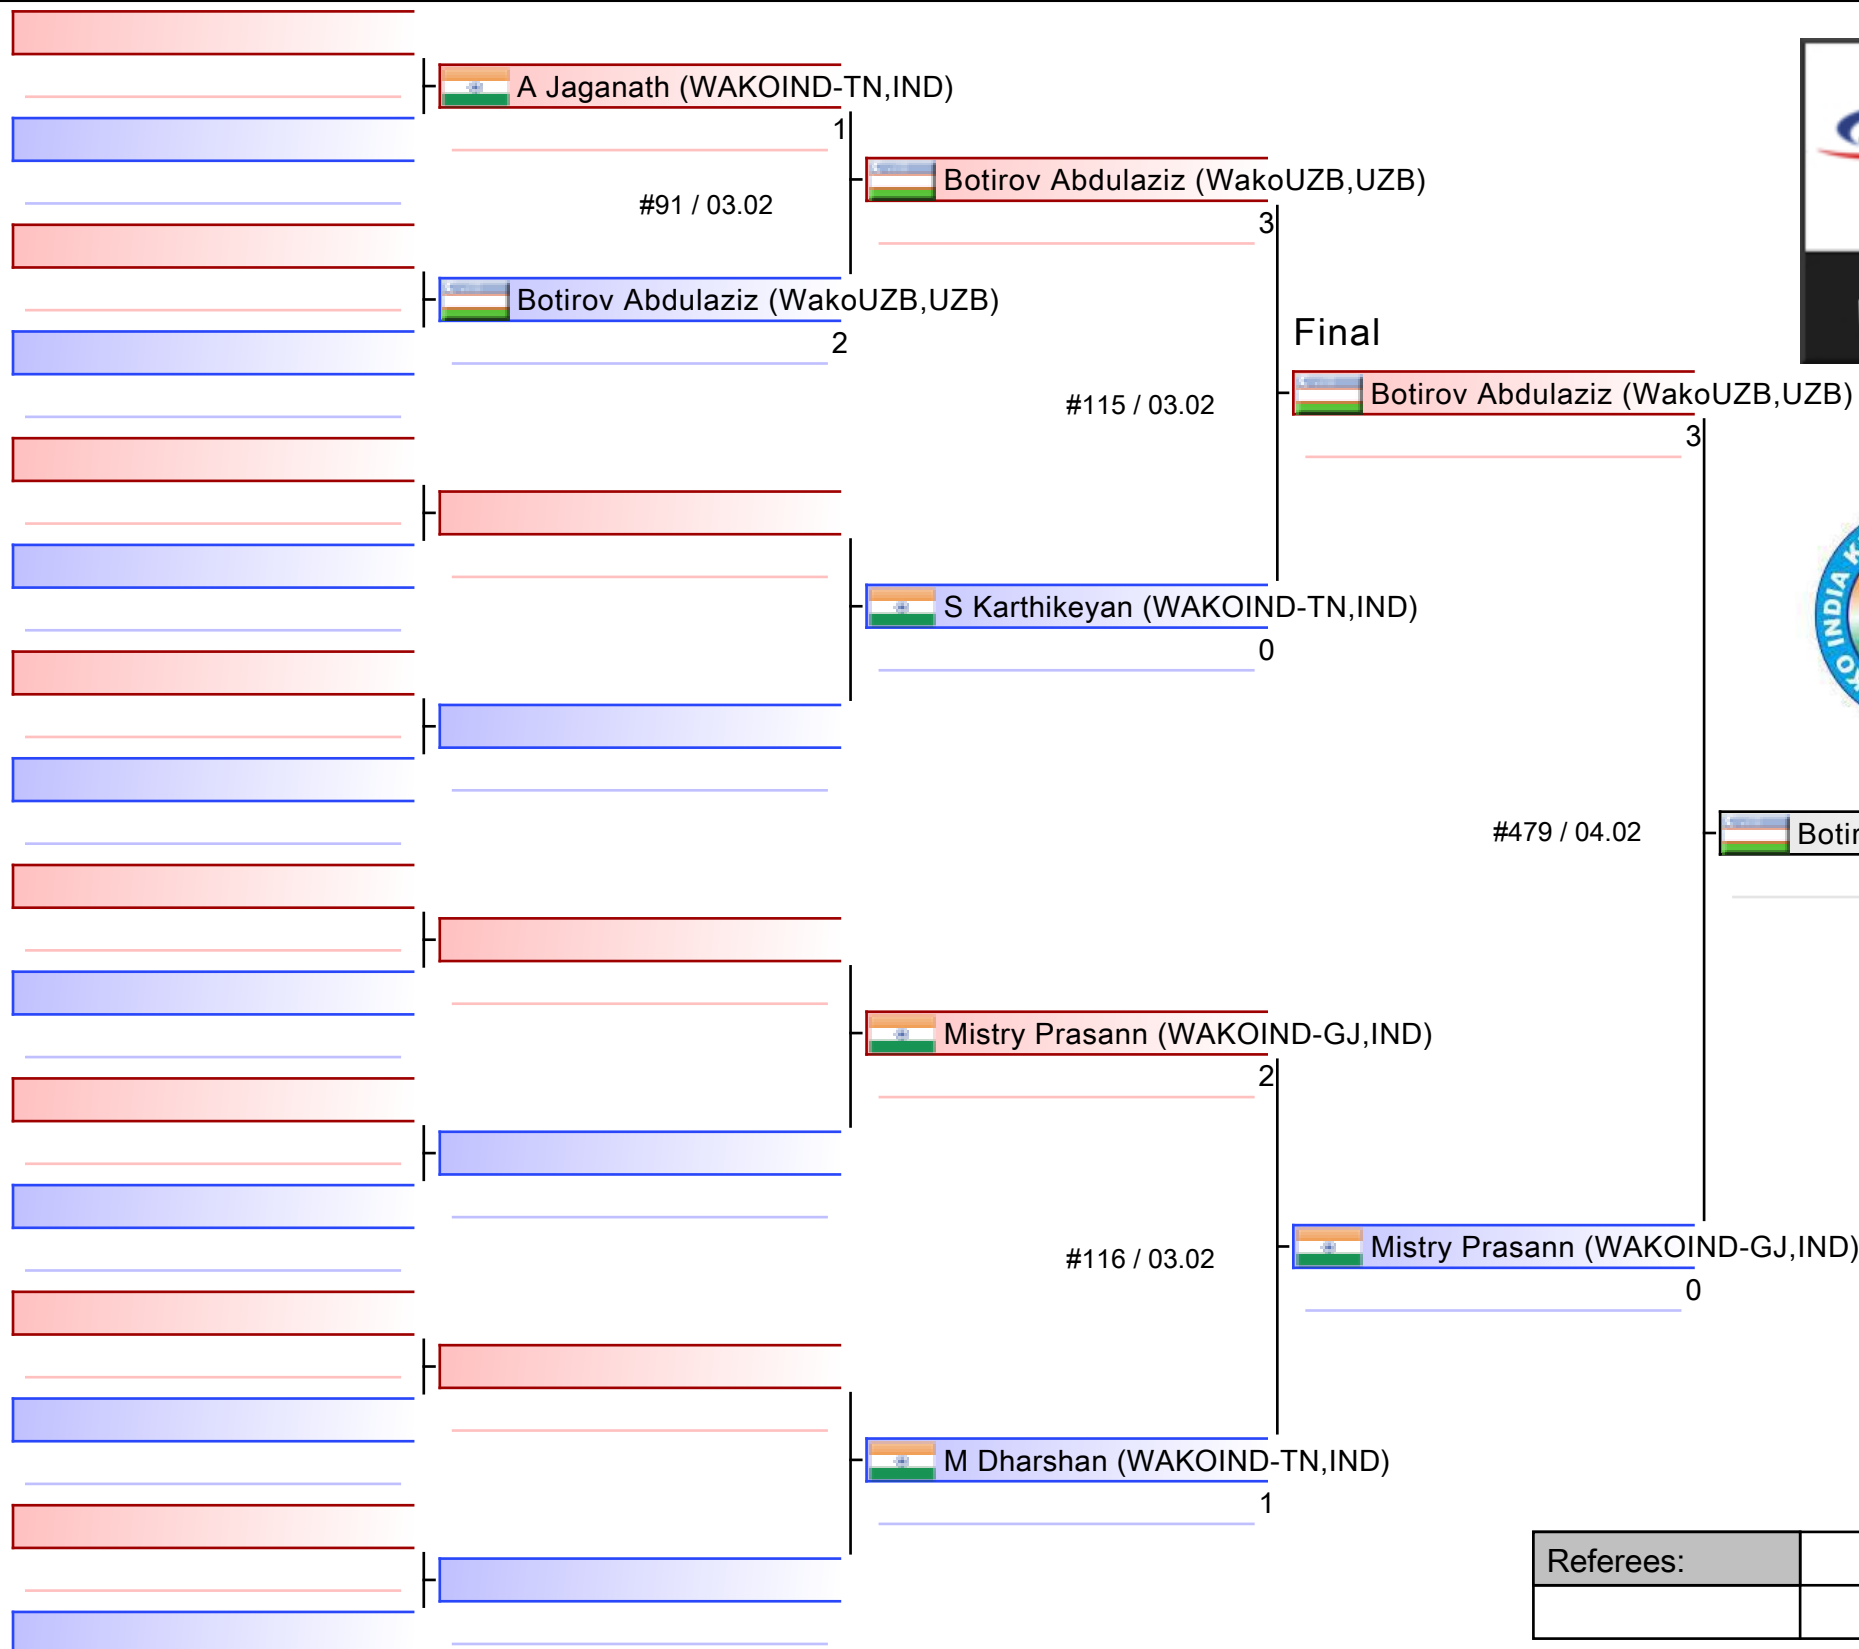 A Jaganath (WAKOIND-TN,IND)
1
Botirov Abdulaziz (WakoUZB,UZB)
#91 / 03.02
3
Botirov Abdulaziz (WakoUZB,UZB)
2
Final
Botirov Abdulaziz (WakoUZB,UZB)
#115 / 03.02
3
S Karthikeyan (WAKOIND-TN,IND)
0
INDIA
#479 / 04.02
Botir
Mistry Prasann (WAKOIND-GJ,IND)
2
Mistry Prasann (WAKOIND-GJ,IND)
#116 / 03.02
0
M Dharshan (WAKOIND-TN,IND)
1
Referees: